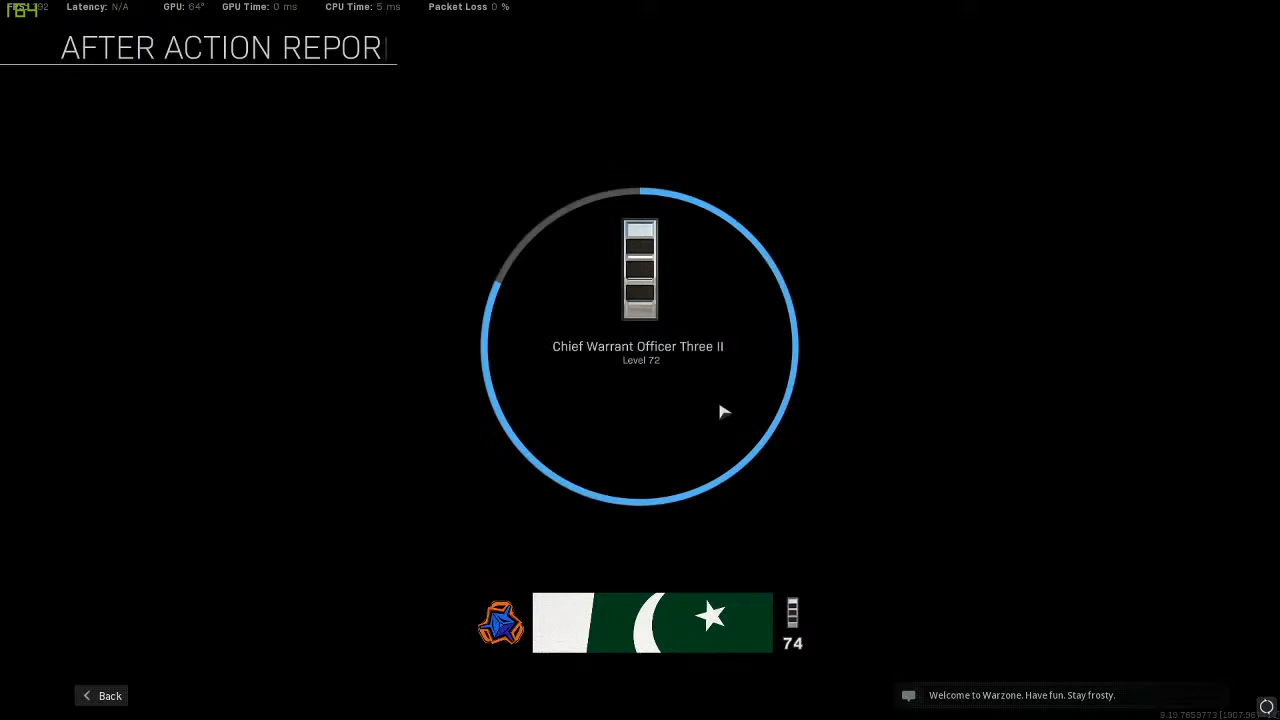 Latency: N/A GPU: 64° GPU Time: 0 ms CPU Time: 5 ms Packet Loss 0 %
AFTER ACTION REPOR
Chief Warrant Officer Three II
Level 72
74
Back
Welcome to Warzone. Have fun. Stay frosty.